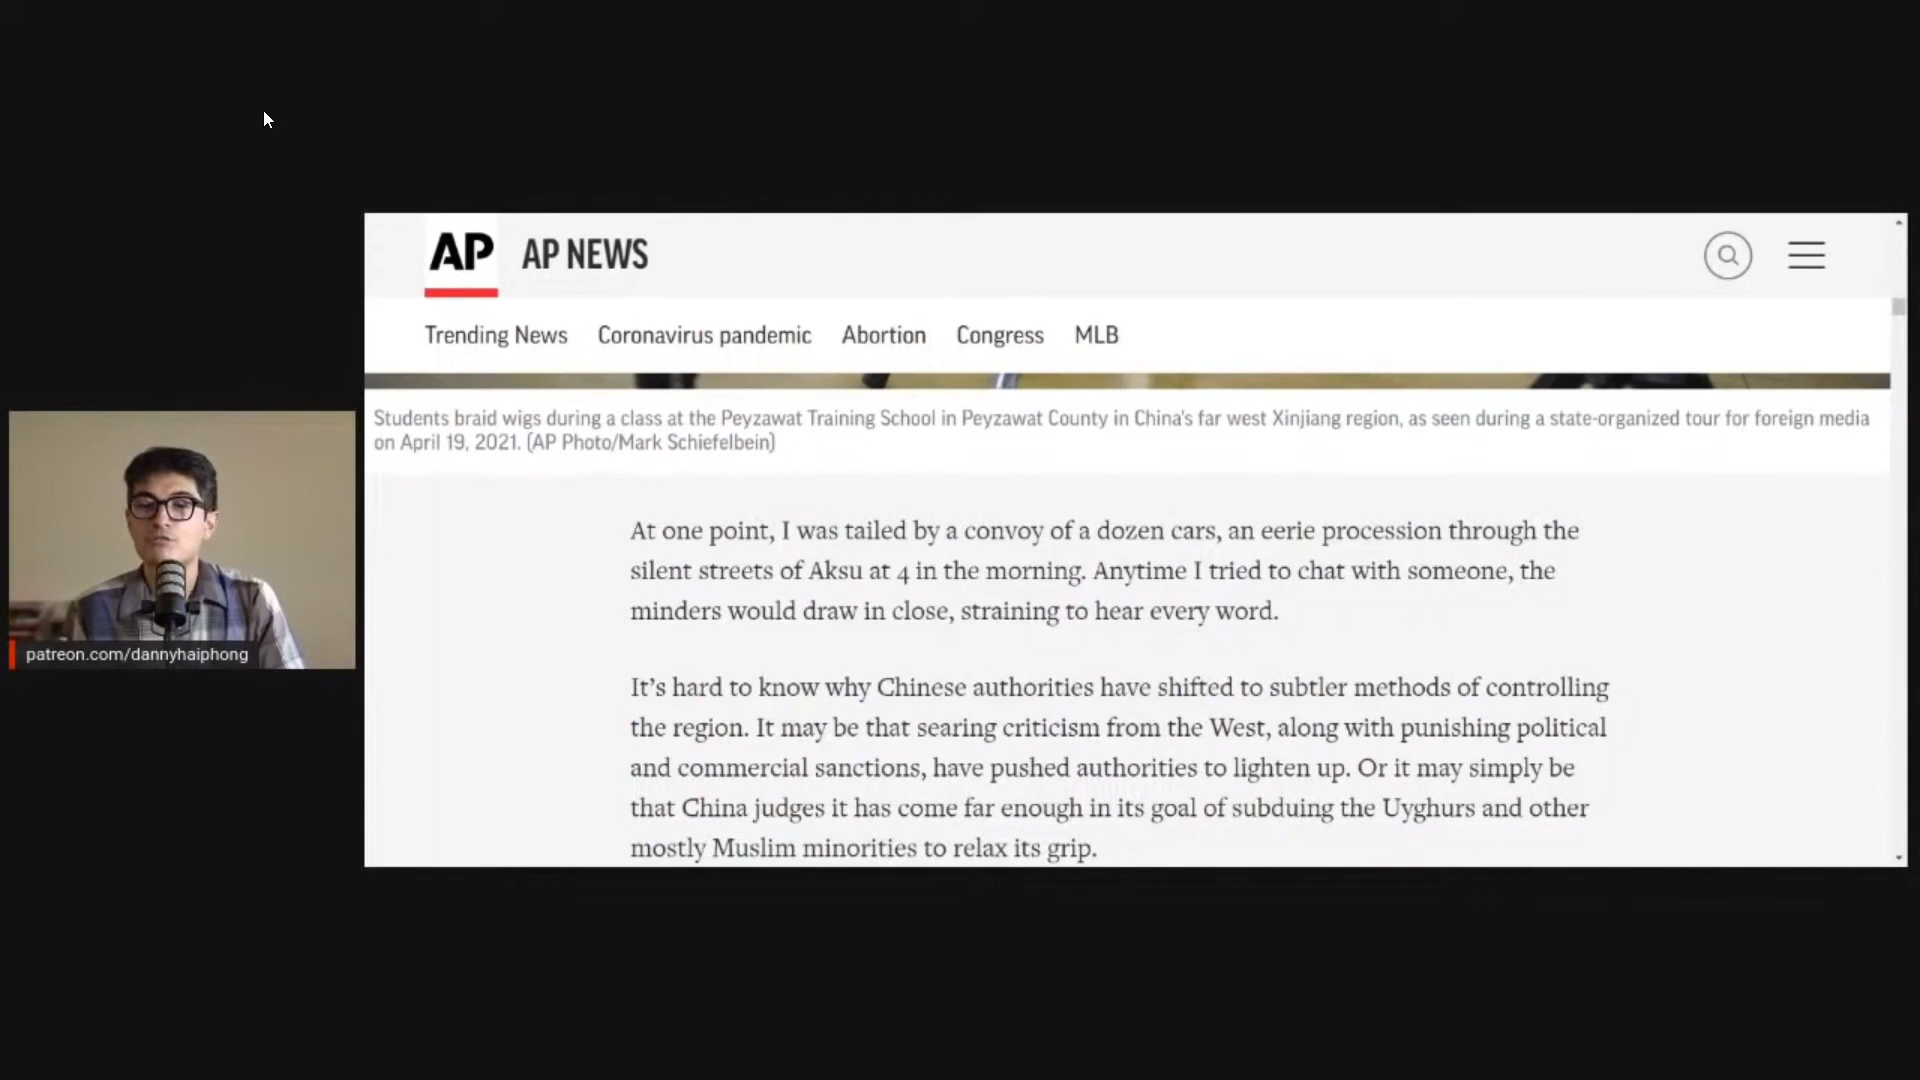 AP AP NEWS
Trending News Coronavirus pandemic Abortion Congress MLB
Students braid wigs during a class at the Peyzawat Training School in Peyzawat County in China's far west Xinjiang region, as seen during a state-organized tour for foreign media
on April 19, 2021. (AP Photo/Mark Schiefelbein)
At one point, I was tailed by a convoy of a dozen cars, an eerie procession through the
silent streets of Aksu at 4 in the morning. Anytime I tried to chat with someone, the
minders would draw in close, straining to hear every word.
It’s hard to know why Chinese authorities have shifted to subtler methods of controlling
the region. It may be that searing criticism from the West, along with punishing political
and commercial sanctions, have pushed authorities to lighten up. Or it may simply be
that China judges it has come far enough in its goal of subduing the Uyghurs and other
mostly Muslim minorities to relax its grip.
patreon.com/dannyhaiphong